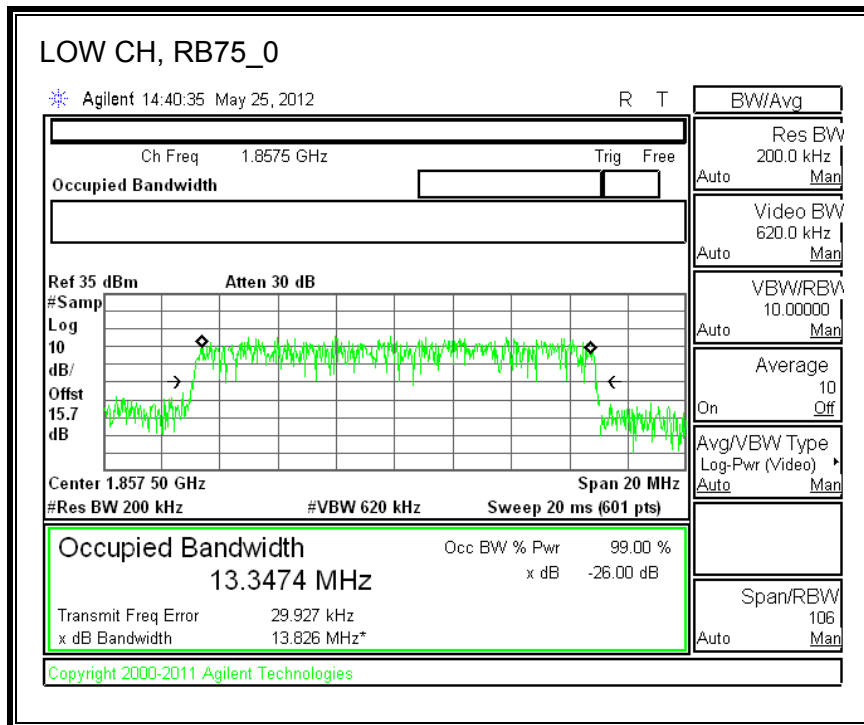 LOW CH, RB75_0
Agilent 14:40:35 May 25, 2012 R T
Ch Freq 1.8575 GHz Trig Free
Occupied Bandwidth
Ref 35 dBm Atten 30 dB
#Samp
Log
10
dB/
Offst
15.7
dB
Center 1.857 50 GHz Span 20 MHz
#Res BW 200 kHz #VBW 620 kHz Sweep 20 ms (601 pts)
Occupied Bandwidth
13.3474 MHz
Occ BW % Pwr 99.00 %
x dB -26.00 dB
Transmit Freq Error 29.927 kHz
x dB Bandwidth 13.826 MHz*
Copyright 2000-2011 Agilent Technologies
BW/Avg
Res BW
200.0 kHz
Auto Man
Video BW
620.0 kHz
Auto Man
VBW/RBW
10.00000
Auto Man
Average
10
On Off
Avg/VBW Type
Log-Pwr (Video)
Auto Man
Span/RBW
106
Auto Man